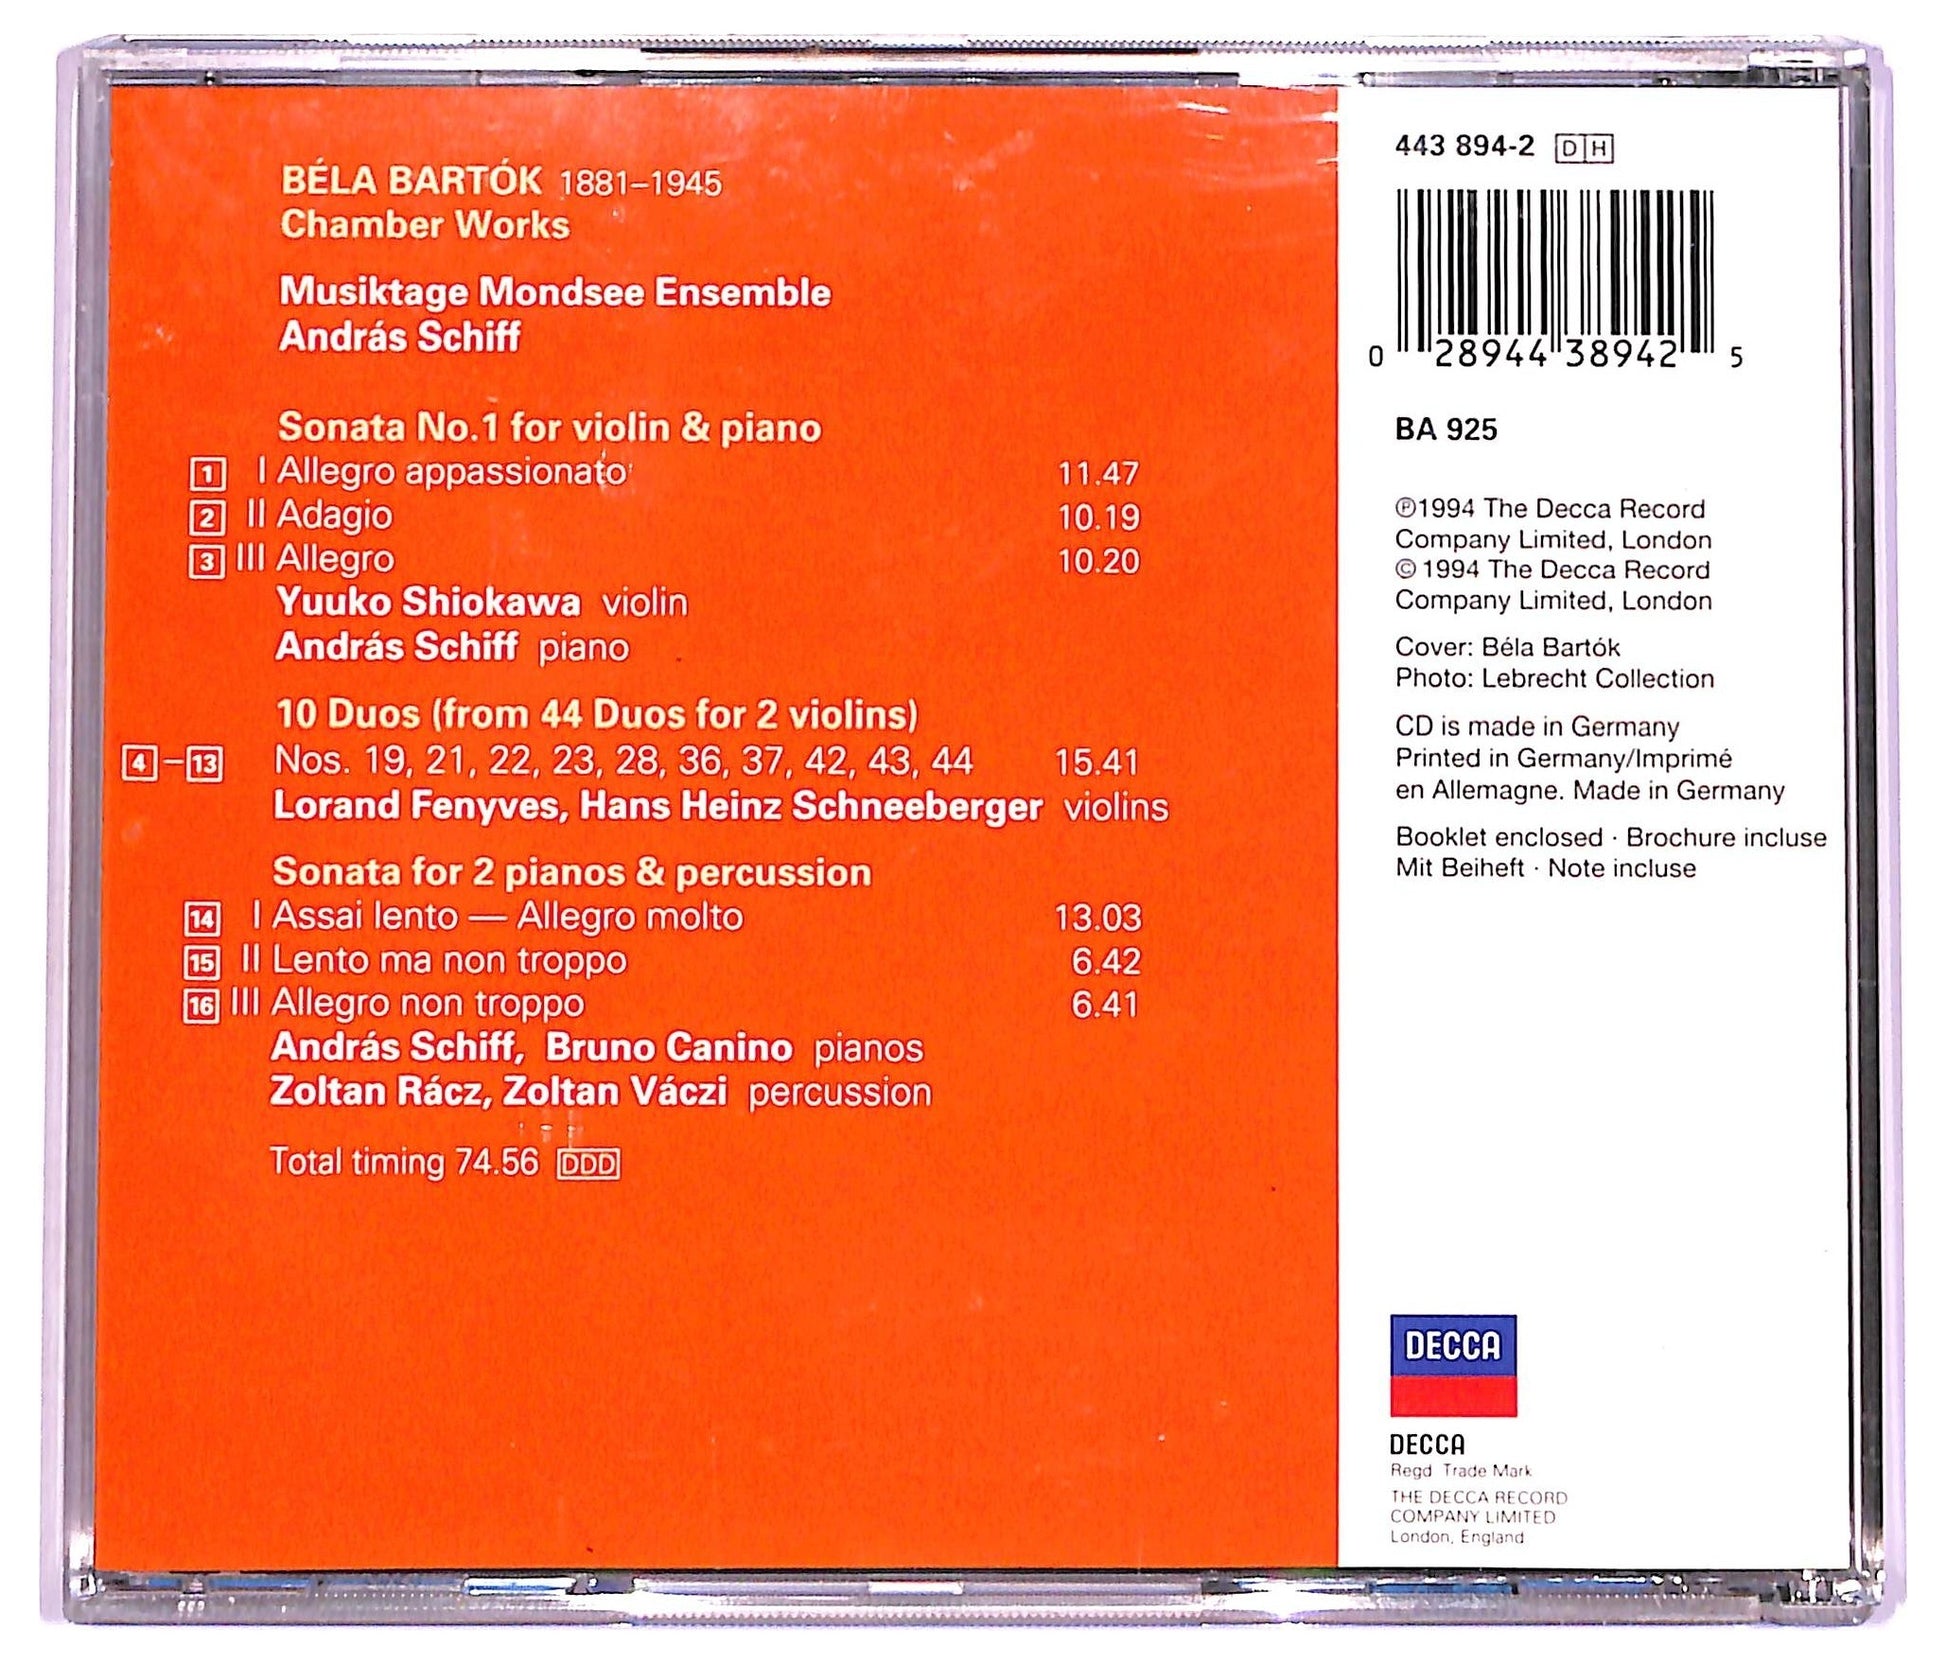 BÉLA BARTÓK 1881–1945
Chamber Works
Musiktage Mondsee Ensemble
András Schiff
Sonata No.1 for violin & piano
1 I Allegro appassionato 11.47
2 II Adagio 10.19
3 III Allegro 10.20
Yuuko Shiokawa violin
András Schiff piano
10 Duos (from 44 Duos for 2 violins)
4–13 Nos. 19, 21, 22, 23, 28, 36, 37, 42, 43, 44 15.41
Lorand Fenyves, Hans Heinz Schneeberger violins
Sonata for 2 pianos & percussion
14 I Assai lento — Allegro molto 13.03
15 II Lento ma non troppo 6.42
16 III Allegro non troppo 6.41
András Schiff, Bruno Canino pianos
Zoltan Rácz, Zoltan Váczi percussion
Total timing 74.56 DDD
443 894-2 DH
0 28944 38942 5
BA 925
℗1994 The Decca Record
Company Limited, London
© 1994 The Decca Record
Company Limited, London
Cover: Béla Bartók
Photo: Lebrecht Collection
CD is made in Germany
Printed in Germany/Imprimé
en Allemagne. Made in Germany
Booklet enclosed · Brochure incluse
Mit Beiheft · Note incluse
DECCA
DECCA
Regd Trade Mark
THE DECCA RECORD
COMPANY LIMITED
London, England